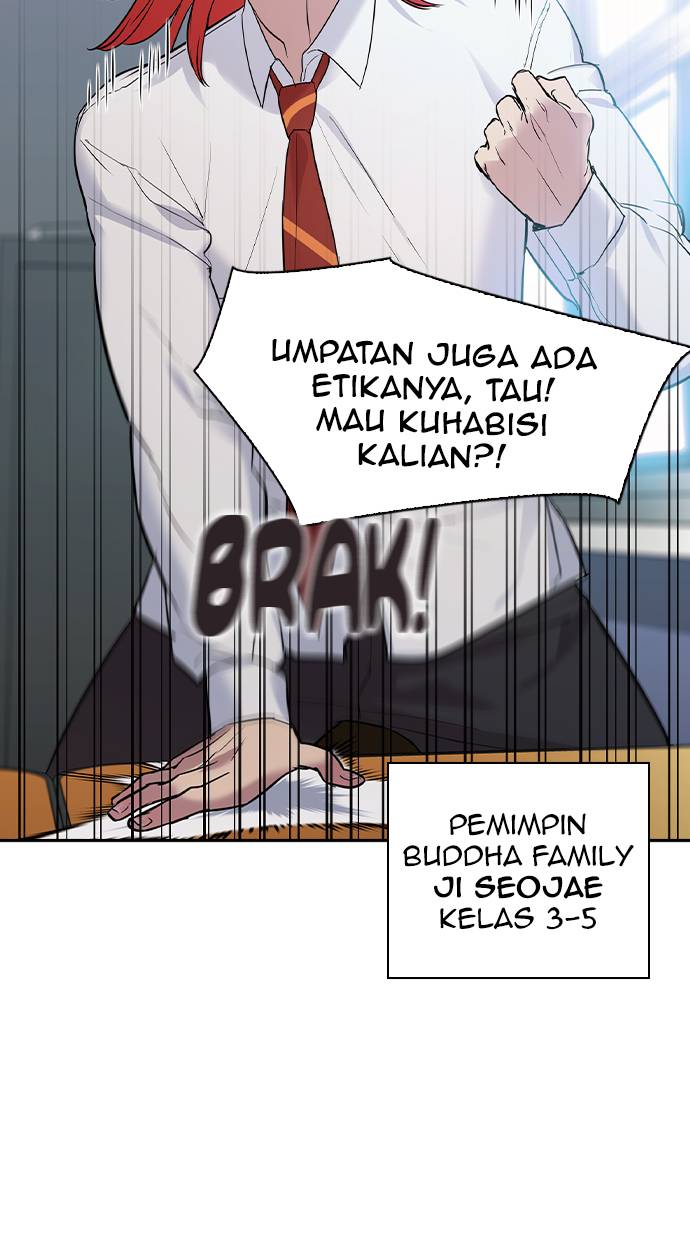 UMPATAN JUGA ADA
ETIKANYA, TAU!
MAU KUHABISI
KALIAN?!
BRAK!
PEMIMPIN
BUDDHA FAMILY
JI SEOJAE
KELAS 3-5